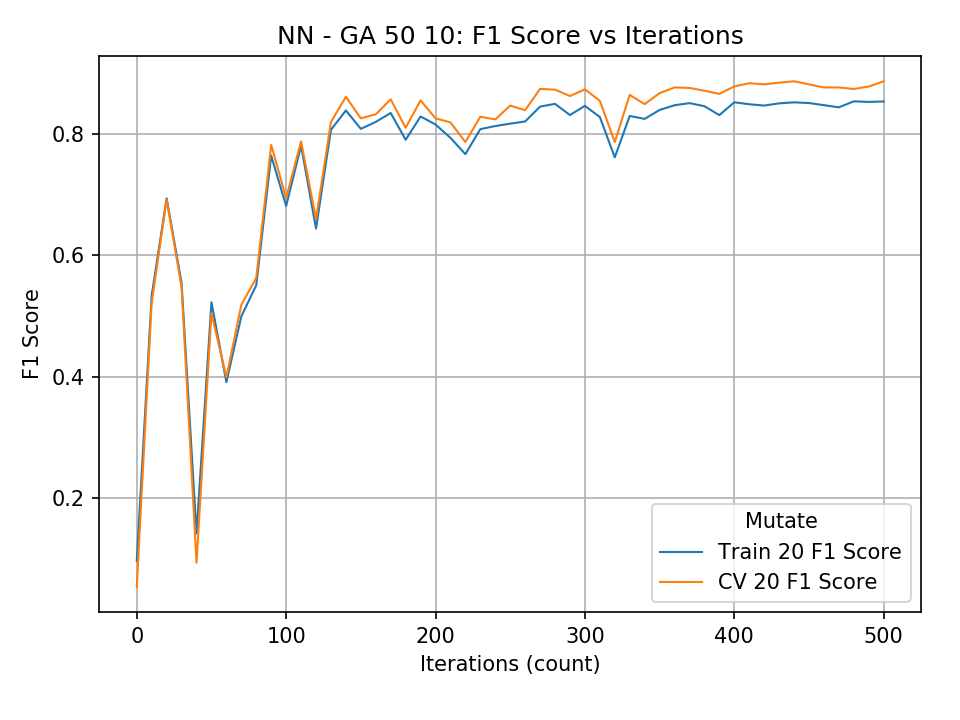 NN - GA 50 10: F1 Score vs Iterations
F1 Score
0.8
0.6
0.4
0.2
Mutate
Train 20 F1 Score
CV 20 F1 Score
0 100 200 300 400 500
Iterations (count)